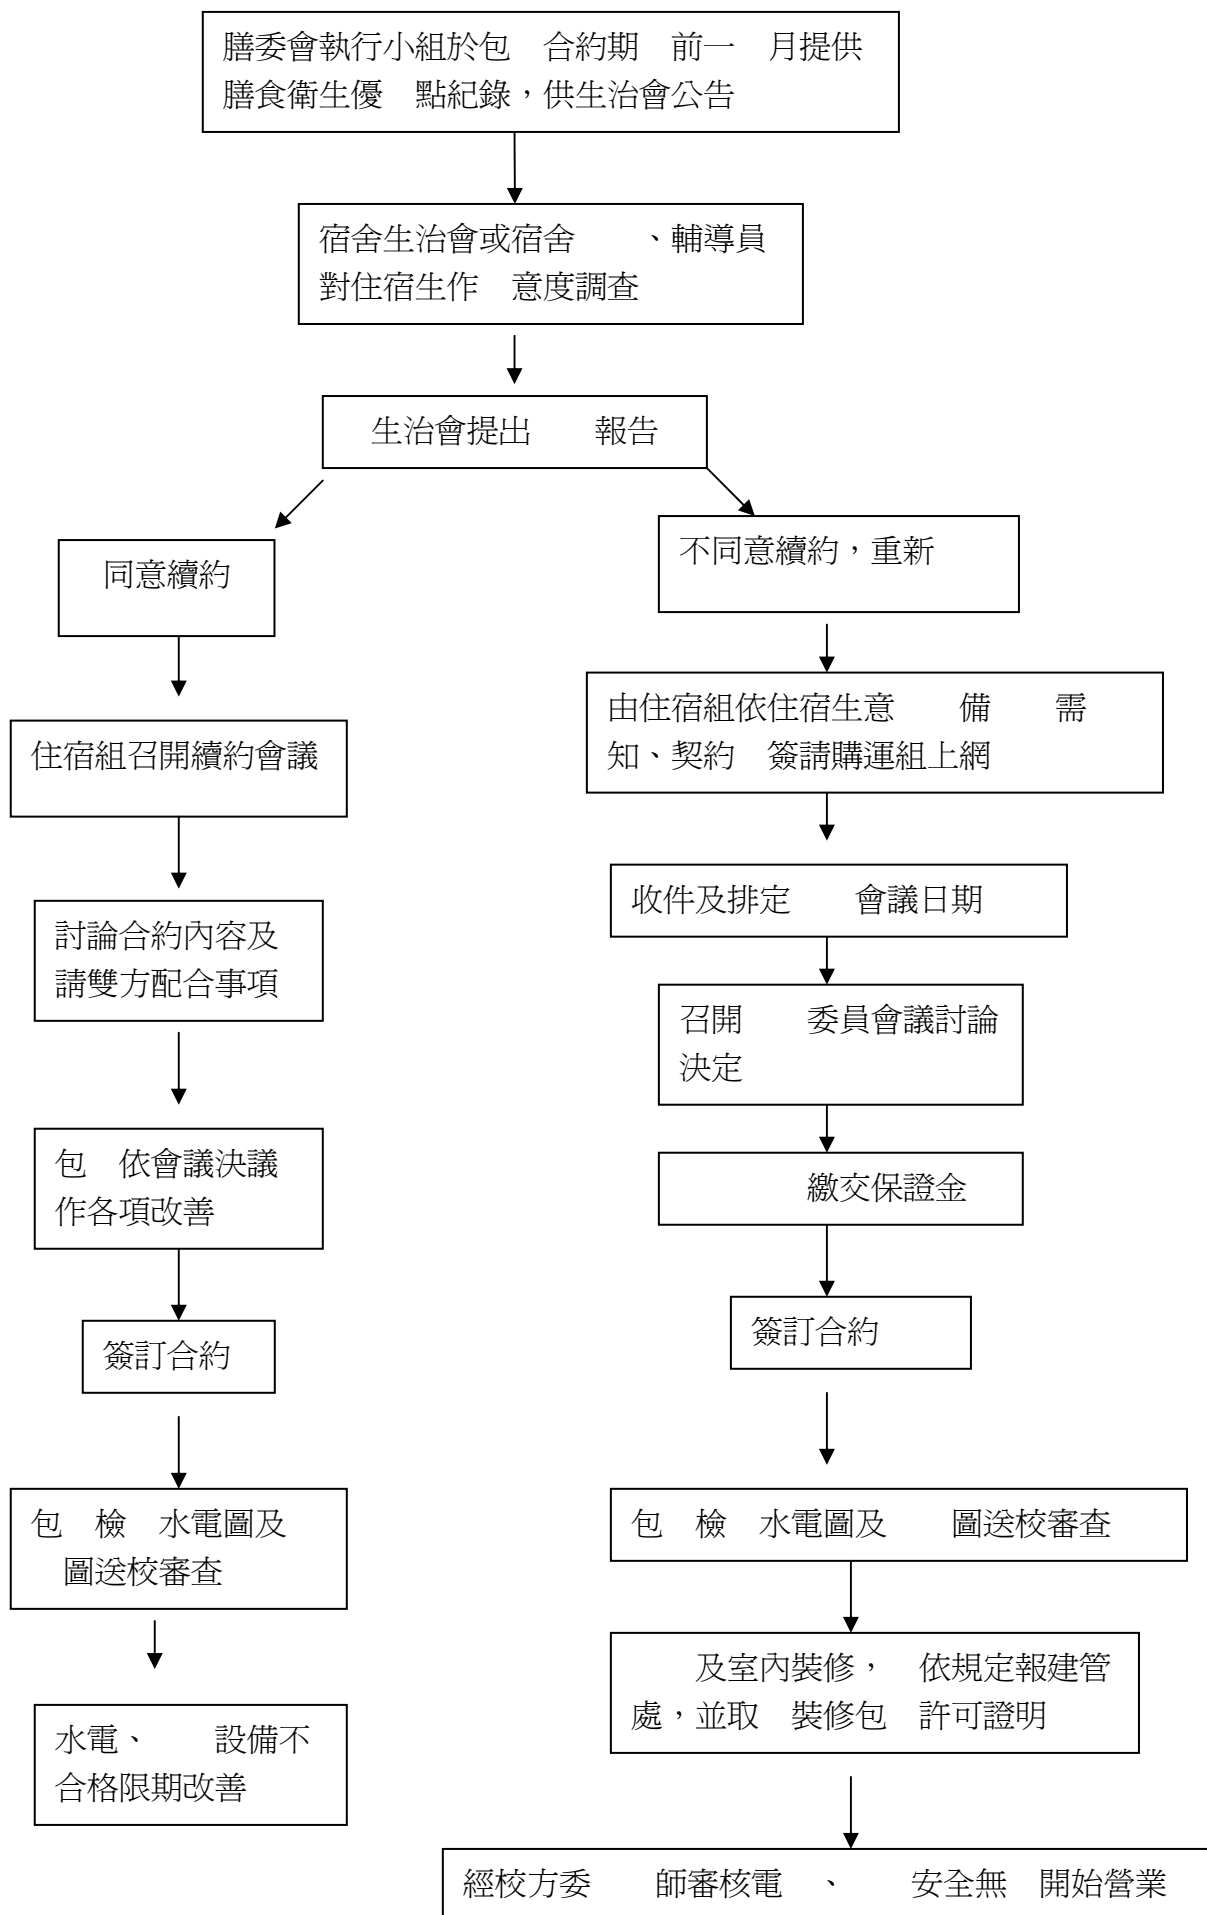 膳委會執行小組於包　合約期　前一　月提供
膳食衛生優　點紀錄，供生治會公告
宿舍生治會或宿舍　　、輔導員
對住宿生作　意度調查
生治會提出　　報告
同意續約
住宿組召開續約會議
討論合約內容及
請雙方配合事項
包　依會議決議
作各項改善
簽訂合約
包　檢　水電圖及
圖送校審查
水電、　　設備不
合格限期改善
不同意續約，重新
由住宿組依住宿生意　　備　　需
知、契約　簽請購運組上網
收件及排定　　會議日期
召開　　委員會議討論
決定
繳交保證金
簽訂合約
包　檢　水電圖及　　圖送校審查
及室內裝修，　依規定報建管
處，並取　裝修包　許可證明
經校方委　　師審核電　、　　安全無　開始營業